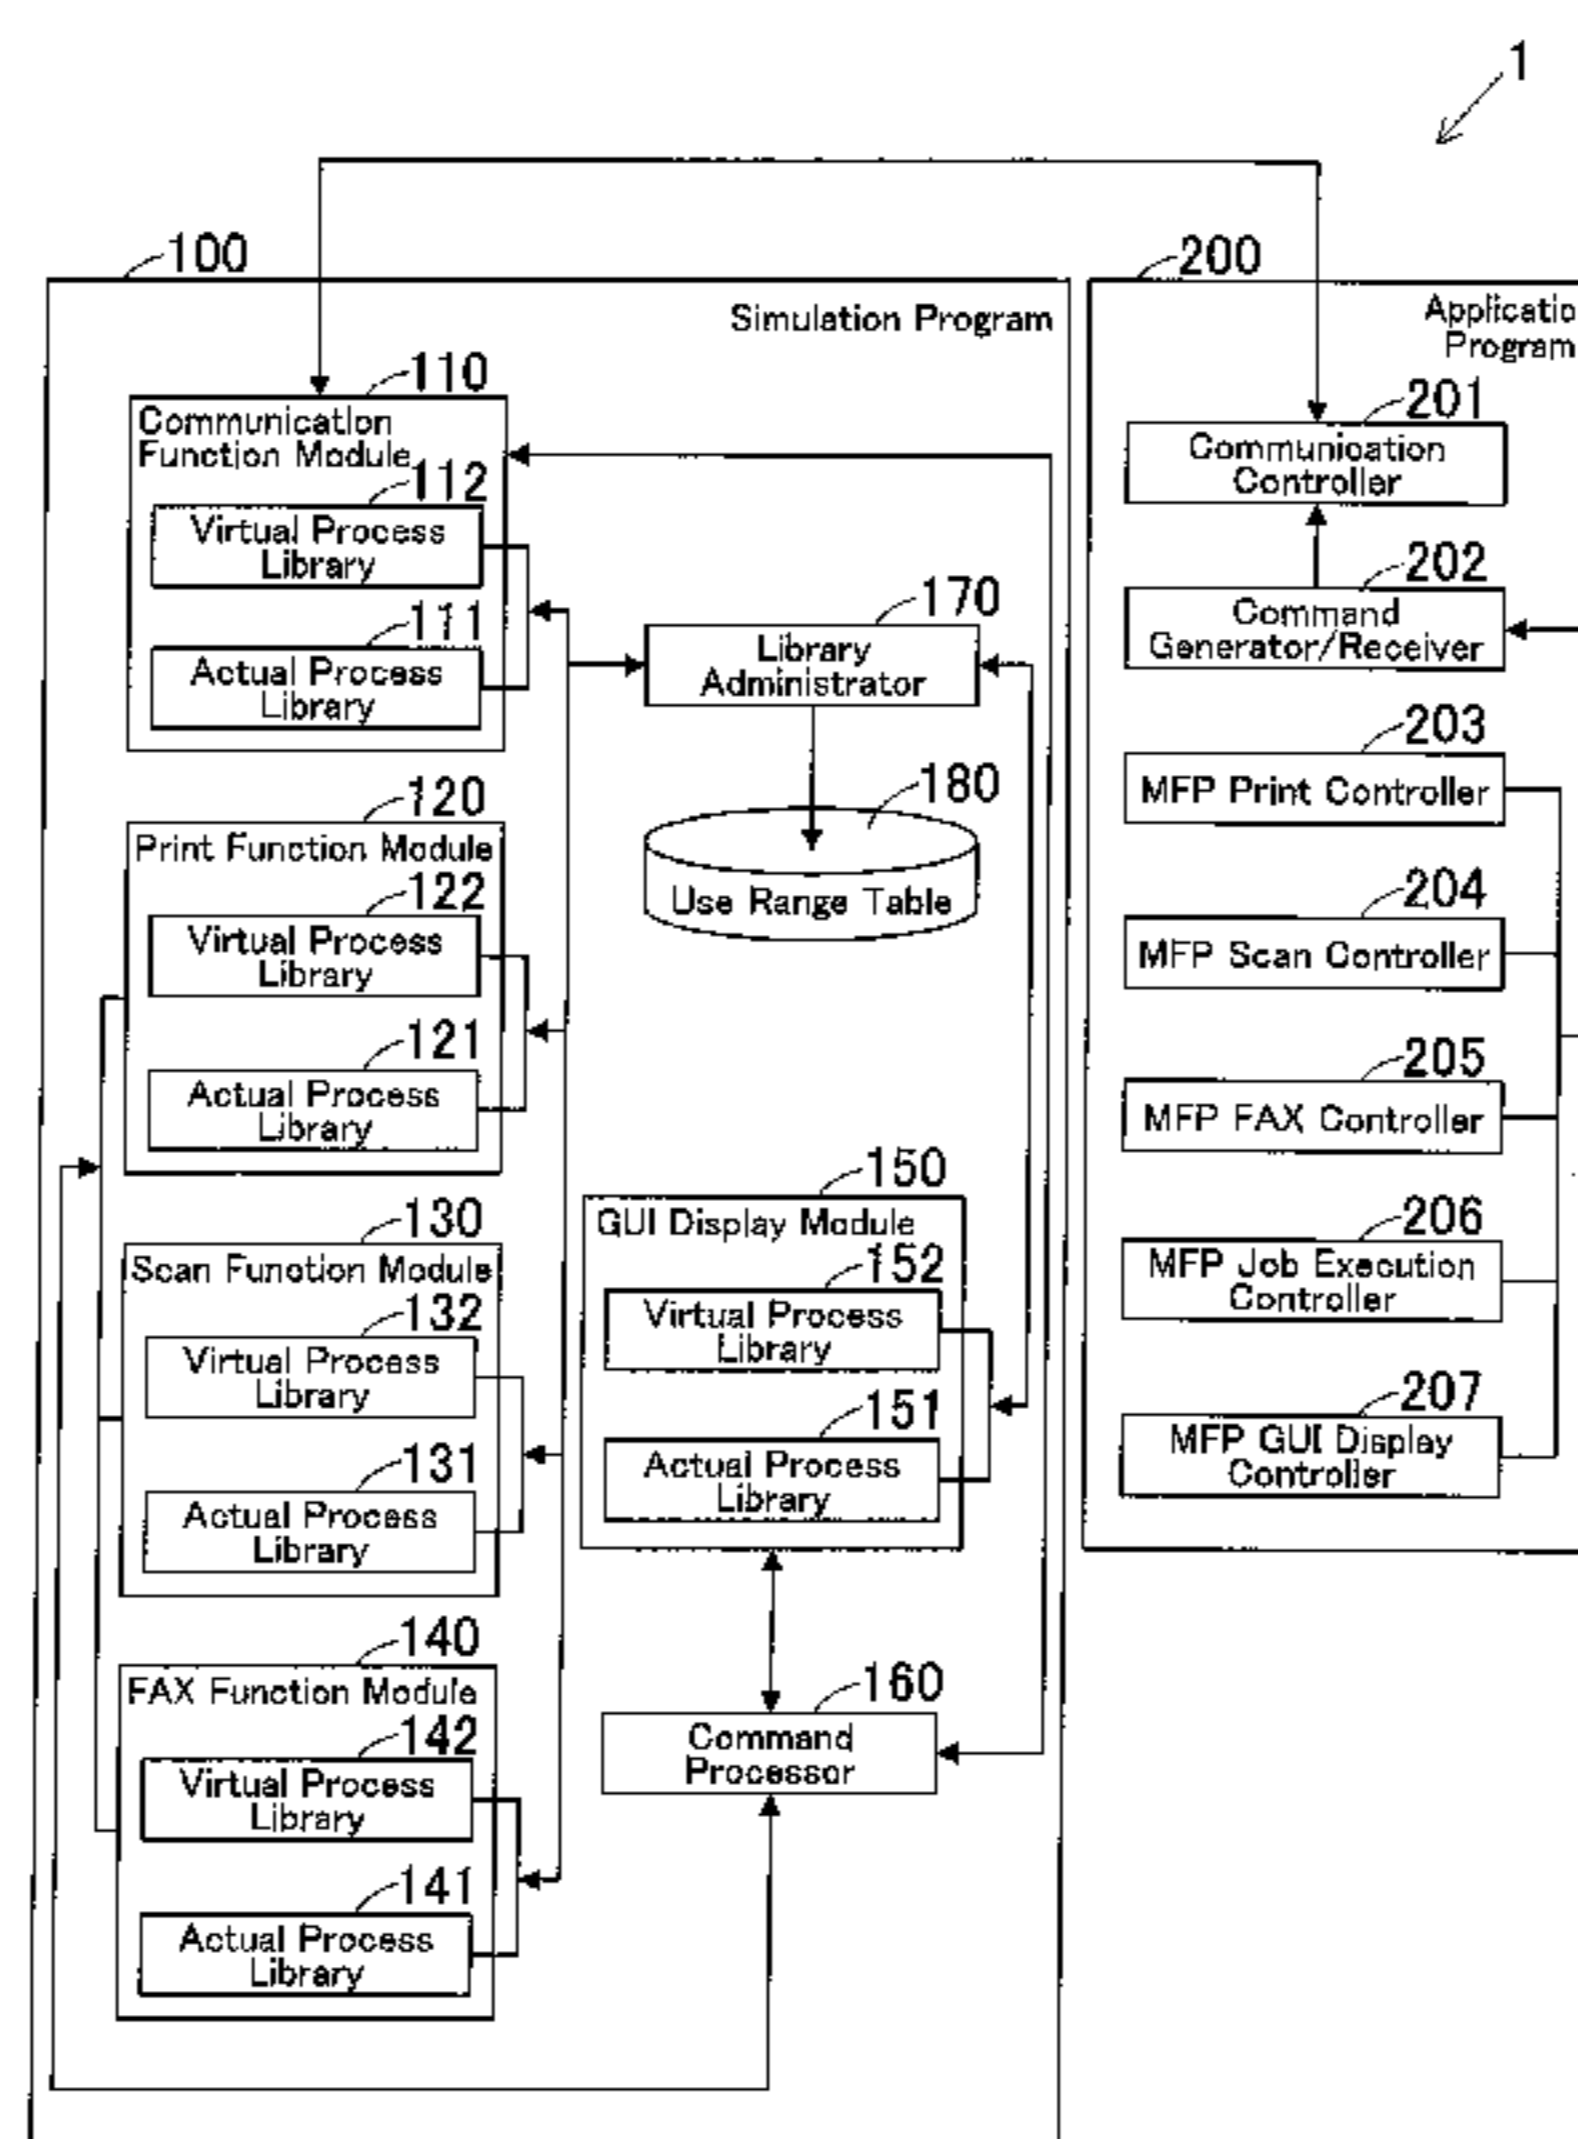 1
100
Simulation Program
110
Communication
Function Module
112
Virtual Process
Library
111
Actual Process
Library
170
Library
Administrator
180
Use Range Table
120
Print Function Module
122
Virtual Process
Library
121
Actual Process
Library
130
Scan Function Module
132
Virtual Process
Library
131
Actual Process
Library
150
GUI Display Module
152
Virtual Process
Library
151
Actual Process
Library
140
FAX Function Module
142
Virtual Process
Library
141
Actual Process
Library
160
Command
Processor
200
Applicatio
Program
201
Communication
Controller
202
Command
Generator/Receiver
203
MFP Print Controller
204
MFP Scan Controller
205
MFP FAX Controller
206
MFP Job Execution
Controller
207
MFP GUI Display
Controller